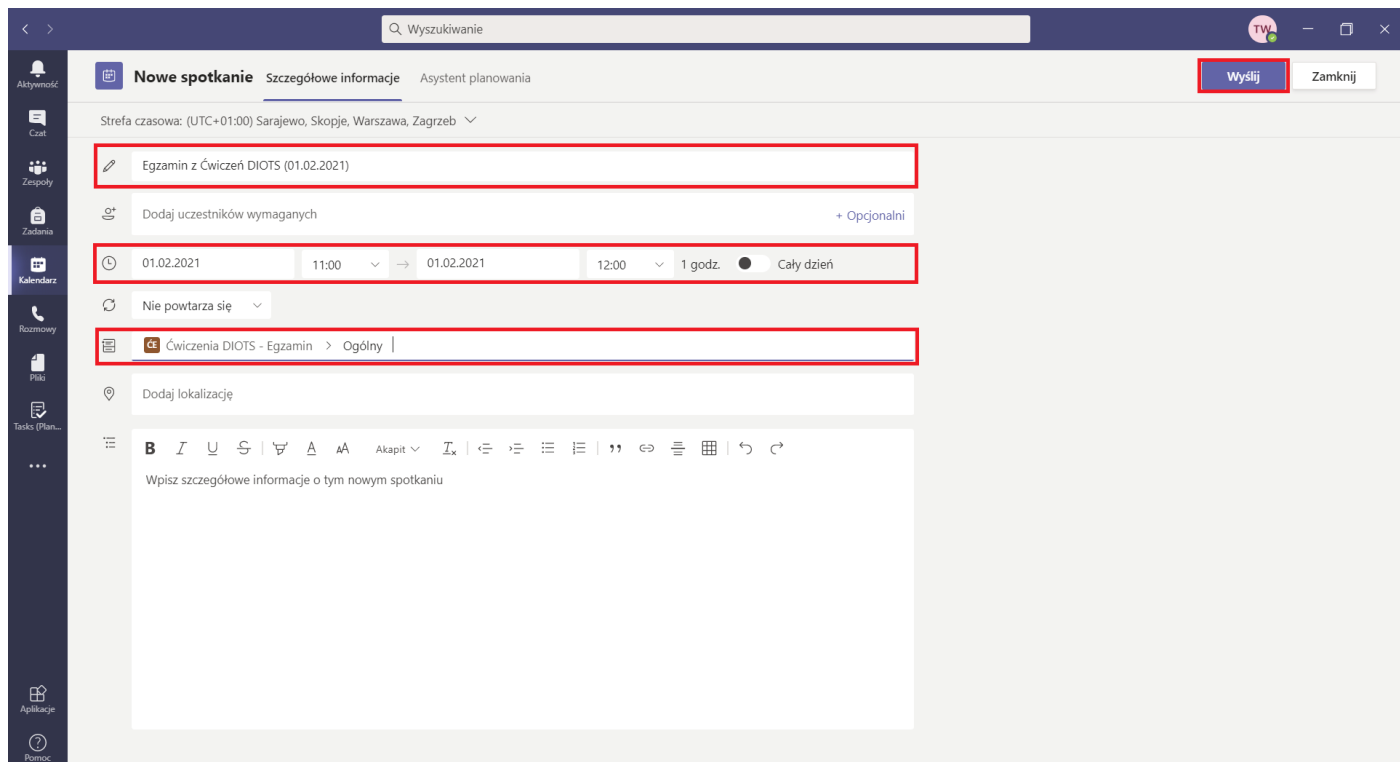 Wyszukiwanie
TW
Aktywność
Czat
Zespoły
Zadania
Kalendarz
Rozmowy
Pliki
Tasks (Plan...
Aplikacje
Pomoc
Nowe spotkanie Szczegółowe informacje Asystent planowania
Wyślij Zamknij
Strefa czasowa: (UTC+01:00) Sarajewo, Skopje, Warszawa, Zagrzeb
Egzamin z Ćwiczeń DIOTS (01.02.2021)
Dodaj uczestników wymaganych + Opcjonalni
01.02.2021 11:00 → 01.02.2021 12:00 1 godz. Cały dzień
Nie powtarza się
ĆE Ćwiczenia DIOTS - Egzamin > Ogólny
Dodaj lokalizację
B I U S A AA Akapit Ix
Wpisz szczegółowe informacje o tym nowym spotkaniu